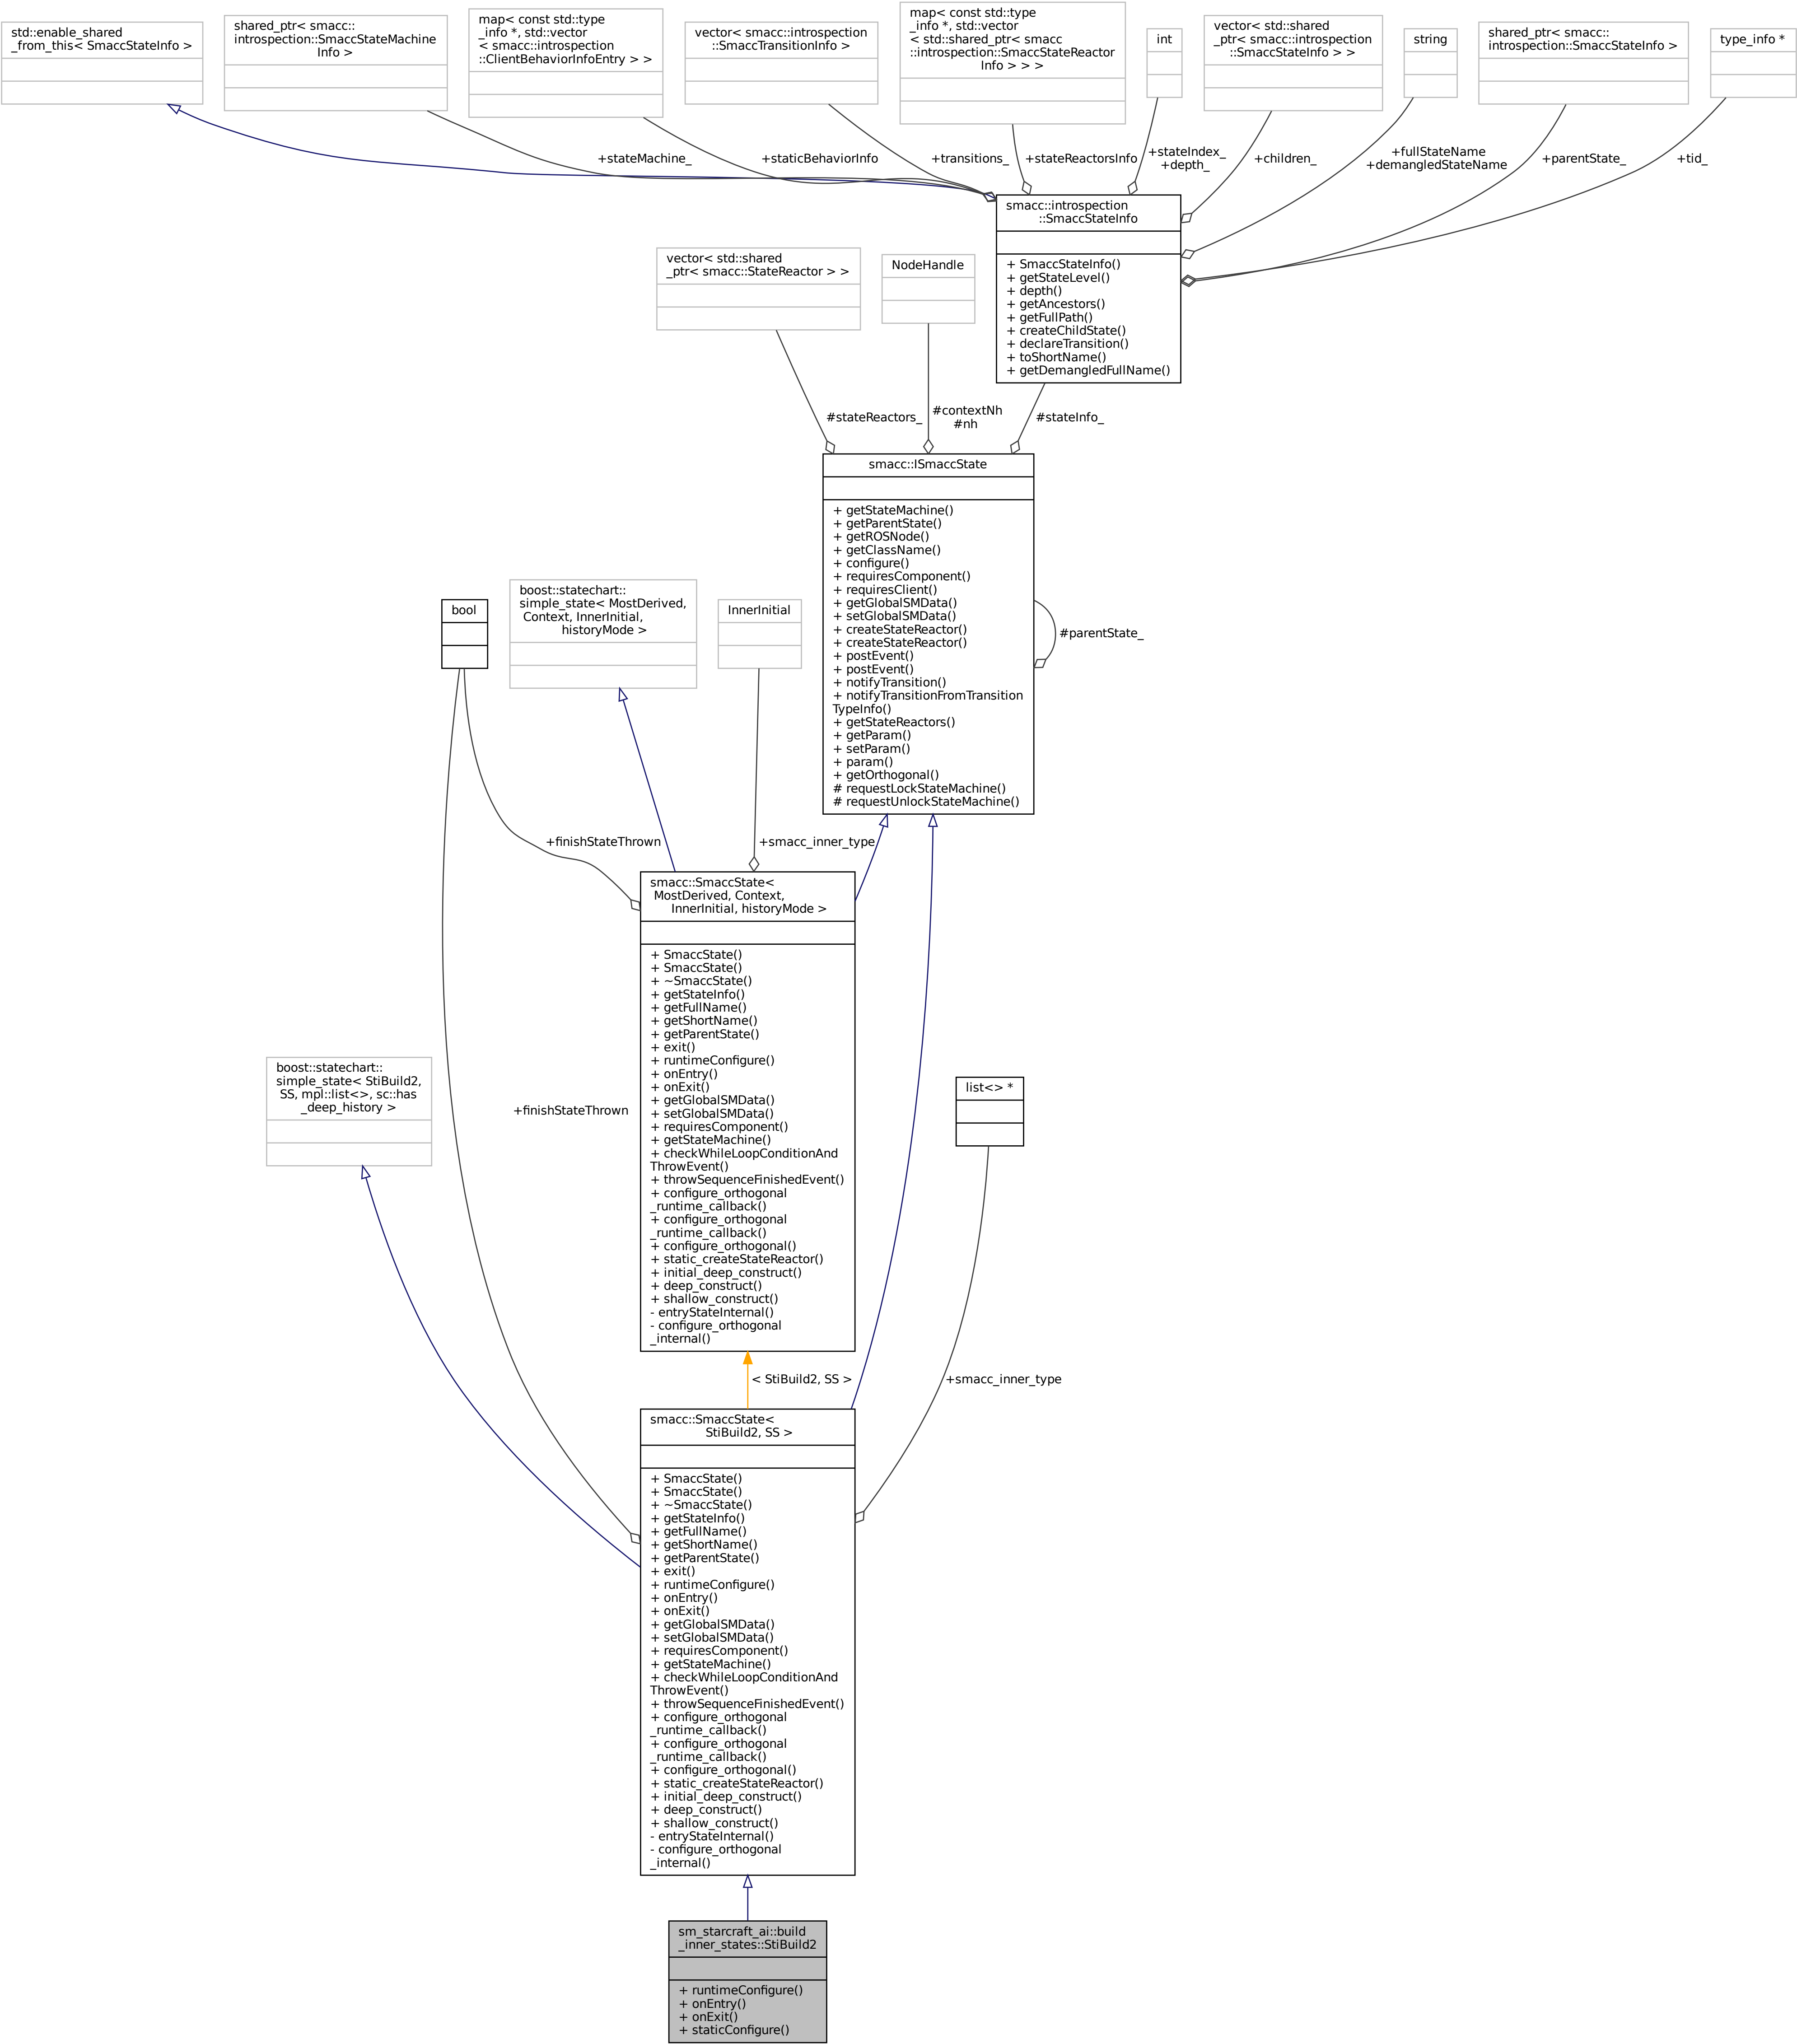 std::enable_shared
_from_this< SmaccStateInfo >
shared_ptr< smacc::
introspection::SmaccStateMachine
Info >
map< const std::type
_info *, std::vector
< smacc::introspection
::ClientBehaviorInfoEntry > >
vector< smacc::introspection
::SmaccTransitionInfo >
map< const std::type
_info *, std::vector
< std::shared_ptr< smacc
::introspection::SmaccStateReactor
Info > > >
int
vector< std::shared
_ptr< smacc::introspection
::SmaccStateInfo > >
string
shared_ptr< smacc::
introspection::SmaccStateInfo >
type_info *
+stateMachine_
+staticBehaviorInfo
+transitions_
+stateReactorsInfo
+stateIndex_
+depth_
+children_
+fullStateName
+demangledStateName
+parentState_
+tid_
smacc::introspection
::SmaccStateInfo
+ SmaccStateInfo()
+ getStateLevel()
+ depth()
+ getAncestors()
+ getFullPath()
+ createChildState()
+ declareTransition()
+ toShortName()
+ getDemangledFullName()
vector< std::shared
_ptr< smacc::StateReactor > >
NodeHandle
#stateReactors_
#contextNh
#nh
#stateInfo_
smacc::ISmaccState
+ getStateMachine()
+ getParentState()
+ getROSNode()
+ getClassName()
+ configure()
+ requiresComponent()
+ requiresClient()
+ getGlobalSMData()
+ setGlobalSMData()
+ createStateReactor()
+ createStateReactor()
+ postEvent()
+ postEvent()
+ notifyTransition()
+ notifyTransitionFromTransition
TypeInfo()
+ getStateReactors()
+ getParam()
+ setParam()
+ param()
+ getOrthogonal()
# requestLockStateMachine()
# requestUnlockStateMachine()
#parentState_
bool
boost::statechart::
simple_state< MostDerived,
Context, InnerInitial,
historyMode >
InnerInitial
+finishStateThrown
+smacc_inner_type
smacc::SmaccState<
MostDerived, Context,
InnerInitial, historyMode >
+ SmaccState()
+ SmaccState()
+ ~SmaccState()
+ getStateInfo()
+ getFullName()
+ getShortName()
+ getParentState()
+ exit()
+ runtimeConfigure()
+ onEntry()
+ onExit()
+ getGlobalSMData()
+ setGlobalSMData()
+ requiresComponent()
+ getStateMachine()
+ checkWhileLoopConditionAnd
ThrowEvent()
+ throwSequenceFinishedEvent()
+ configure_orthogonal
_runtime_callback()
+ configure_orthogonal
_runtime_callback()
+ configure_orthogonal()
+ static_createStateReactor()
+ initial_deep_construct()
+ deep_construct()
+ shallow_construct()
- entryStateInternal()
- configure_orthogonal
_internal()
boost::statechart::
simple_state< StiBuild2,
SS, mpl::list<>, sc::has
_deep_history >
+finishStateThrown
list<> *
< StiBuild2, SS >
+smacc_inner_type
smacc::SmaccState<
StiBuild2, SS >
+ SmaccState()
+ SmaccState()
+ ~SmaccState()
+ getStateInfo()
+ getFullName()
+ getShortName()
+ getParentState()
+ exit()
+ runtimeConfigure()
+ onEntry()
+ onExit()
+ getGlobalSMData()
+ setGlobalSMData()
+ requiresComponent()
+ getStateMachine()
+ checkWhileLoopConditionAnd
ThrowEvent()
+ throwSequenceFinishedEvent()
+ configure_orthogonal
_runtime_callback()
+ configure_orthogonal
_runtime_callback()
+ configure_orthogonal()
+ static_createStateReactor()
+ initial_deep_construct()
+ deep_construct()
+ shallow_construct()
- entryStateInternal()
- configure_orthogonal
_internal()
sm_starcraft_ai::build
_inner_states::StiBuild2
+ runtimeConfigure()
+ onEntry()
+ onExit()
+ staticConfigure()